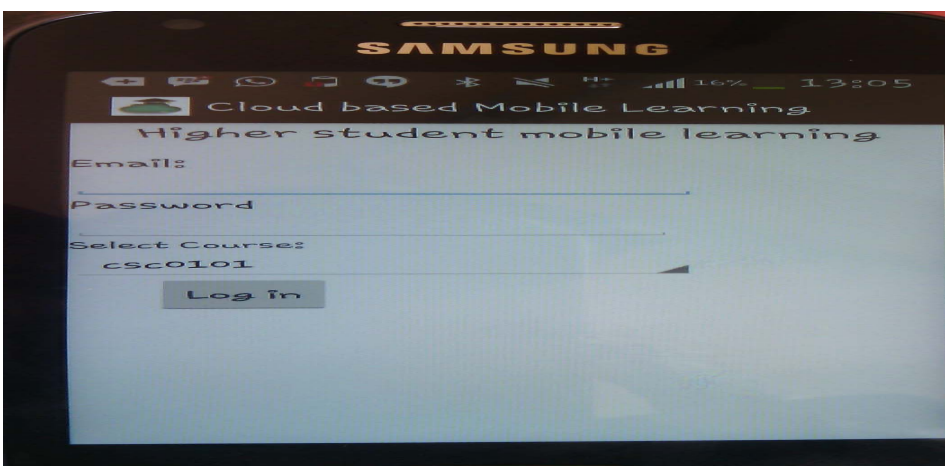 SAMSUNG
H+ 16% 13:05
Cloud based Mobile Learning
Higher student mobile learning
Email:
Password
Select Course:
csc0101
Log in